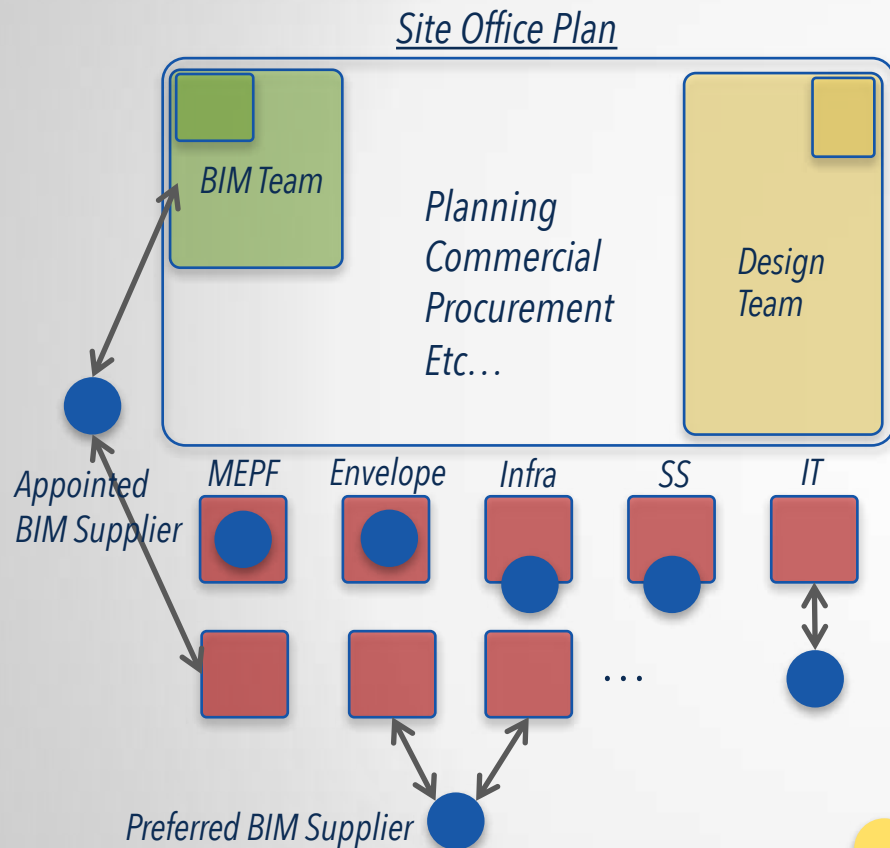 Site Office Plan
BIM Team
Planning
Commercial
Procurement
Etc...
Design
Team
MEPF
Envelope
Infra
SS
IT
Appointed
BIM Supplier
...
Preferred BIM Supplier